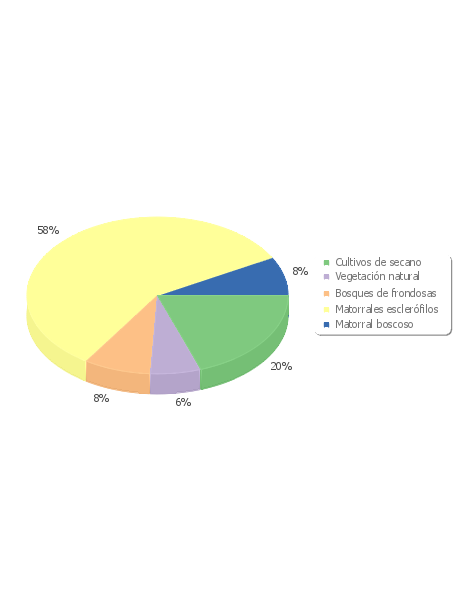 58%
8%
20%
6%
8%
Cultivos de secano
Vegetación natural
Bosques de frondosas
Matorrales esclerófilos
Matorral boscoso